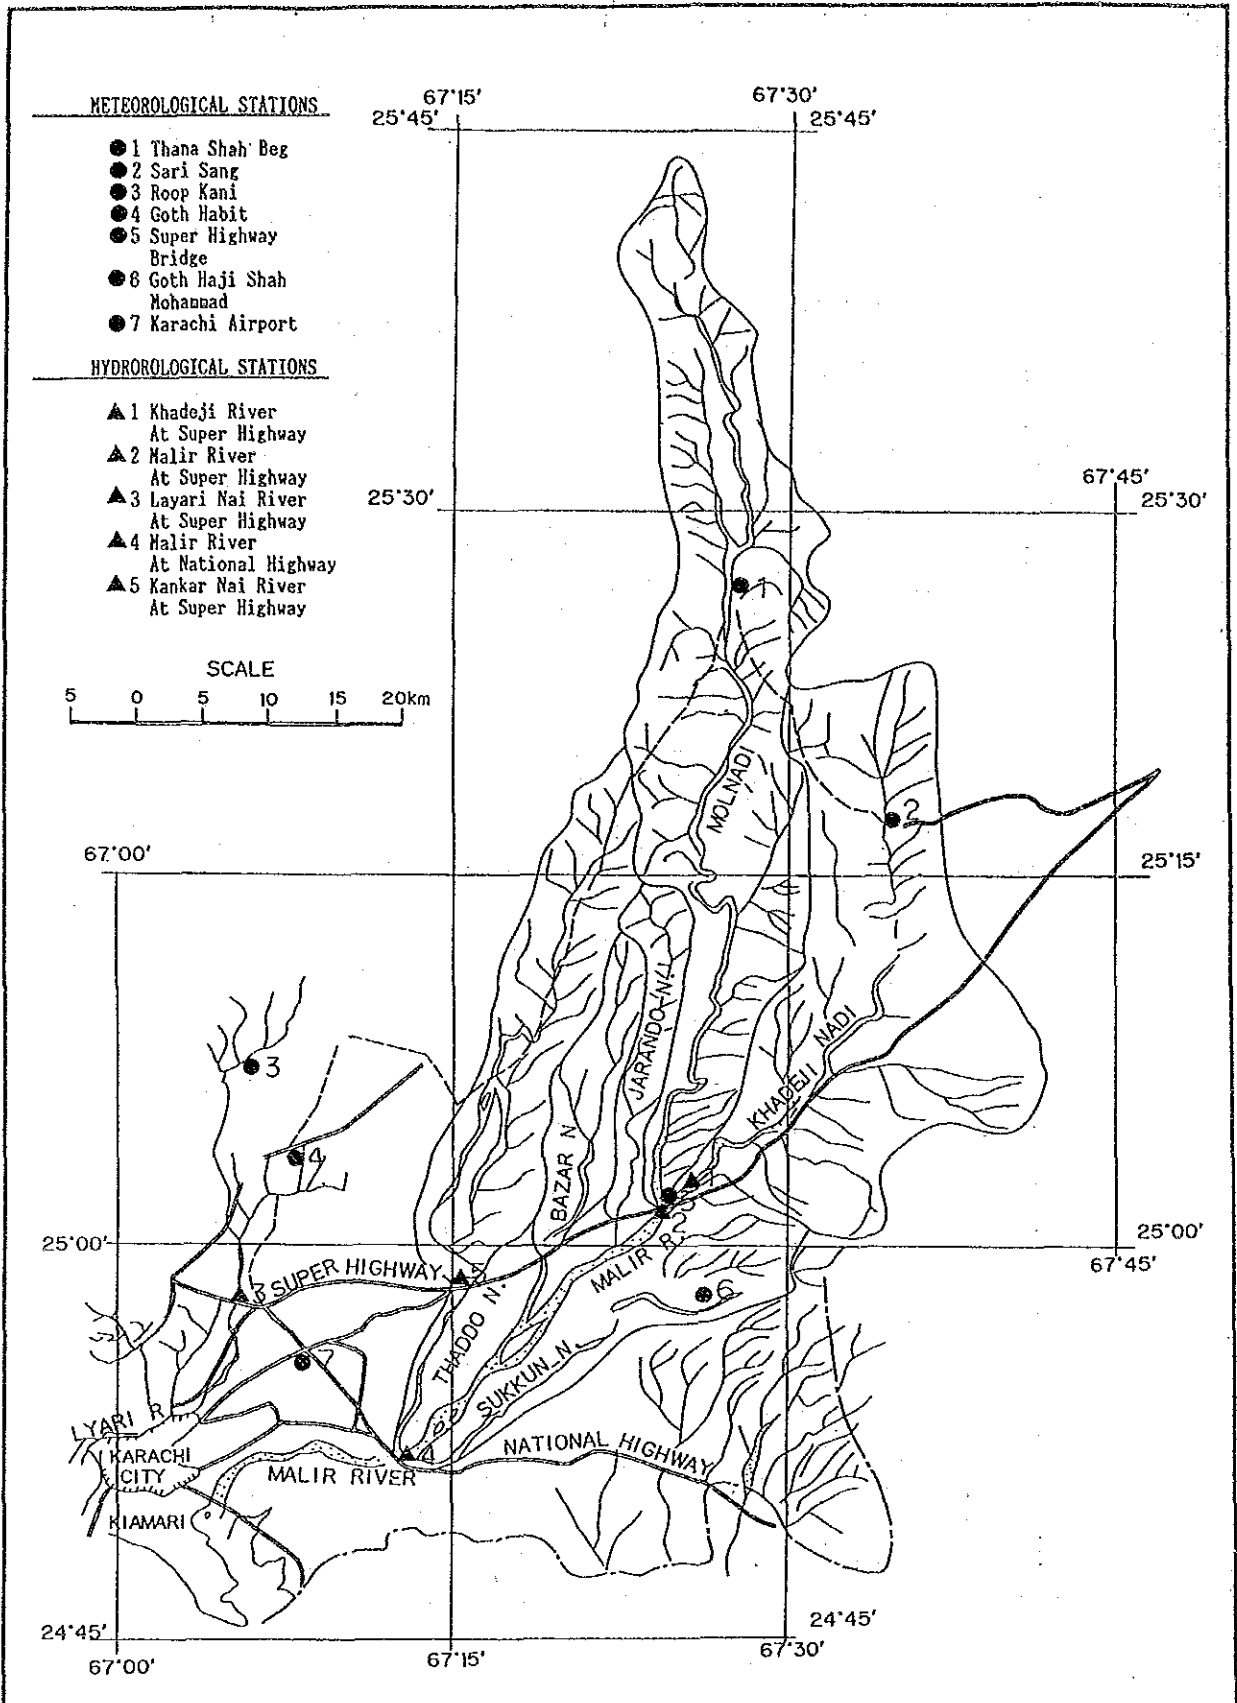 METEOROLOGICAL STATIONS
1 Thana Shah Beg
2 Sari Sang
3 Roop Kani
4 Goth Habit
5 Super Highway
Bridge
6 Goth Haji Shah
Mohammad
7 Karachi Airport
HYDROROLOGICAL STATIONS
1 Khadeji River
At Super Highway
2 Malir River
At Super Highway
3 Layari Nai River
At Super Highway
4 Malir River
At National Highway
5 Kankar Nai River
At Super Highway
SCALE
5 0 5 10 15 20km
67°15'
67°30'
25°45'
25°45'
67°45'
25°30'
25°30'
1
MOLNADI
2
67°00'
25°15'
JARANDO N.
KHADEJI NADI
3
4
BAZAR N
2
25°00'
25°00'
MALIR R.
67°45'
3
SUPER HIGHWAY
6
THADOO N.
7
SUKKUN N.
LYARI R.
4
NATIONAL HIGHWAY
KARACHI
CITY
MALIR RIVER
KIAMARI
24°45'
24°45'
67°00'
67°15'
67°30'